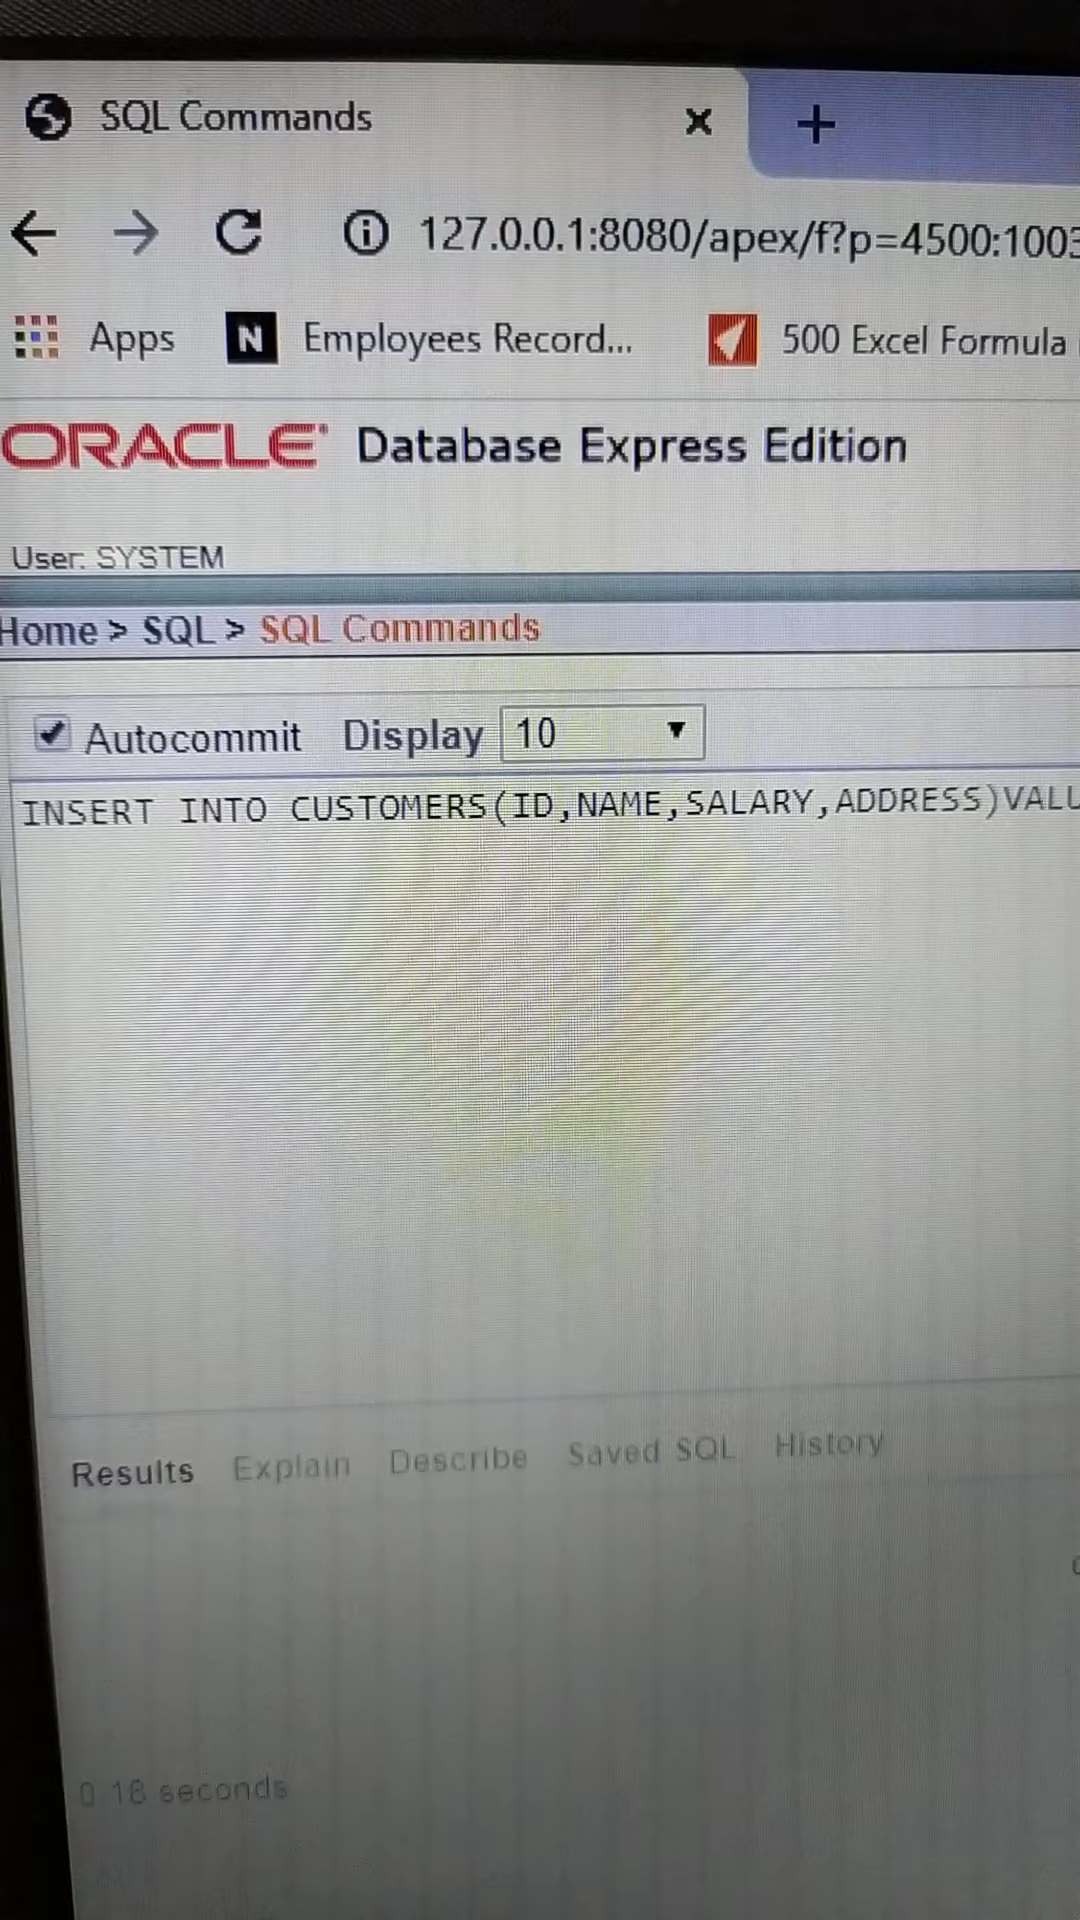 SQL Commands
127.0.0.1:8080/apex/f?p=4500:1003
Apps N Employees Record... 500 Excel Formula
ORACLE Database Express Edition
User: SYSTEM
Home > SQL > SQL Commands
Autocommit Display 10
INSERT INTO CUSTOMERS(ID,NAME,SALARY,ADDRESS)VALU
Results Explain Describe Saved SQL History
0 18 seconds